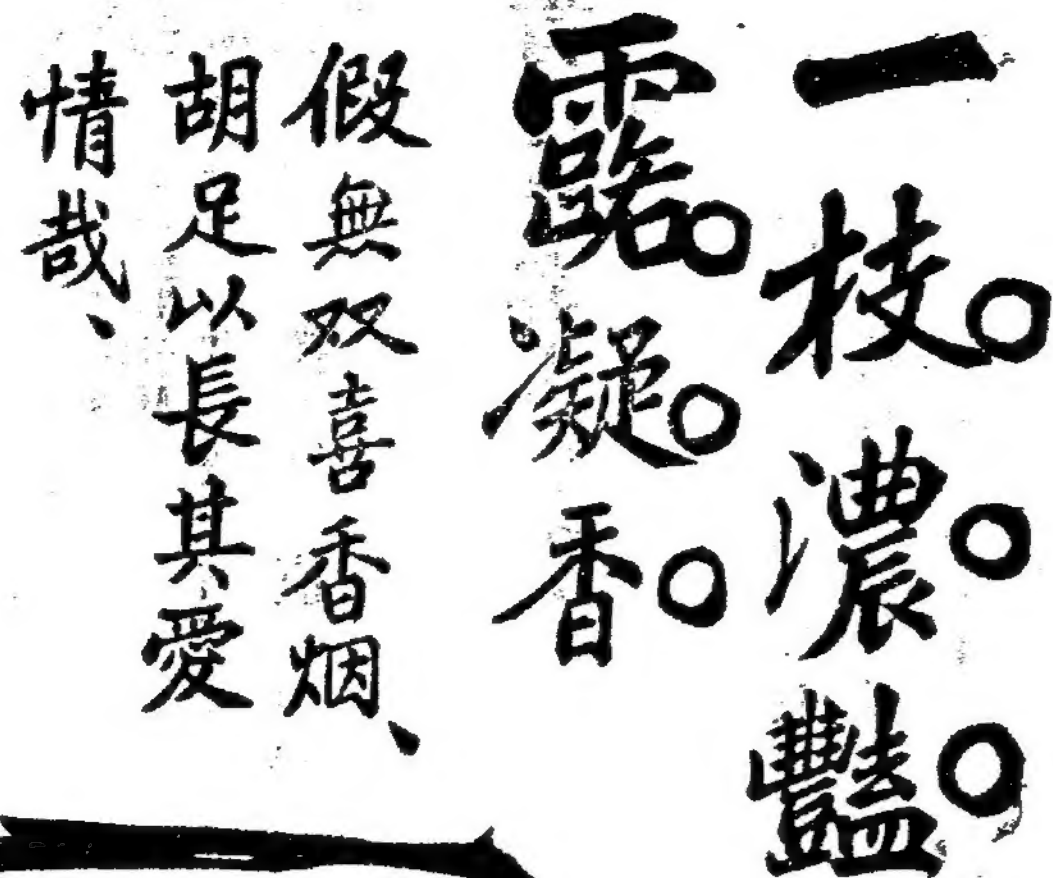 一枝。濃。豔。
露。凝。香。
假無双喜香烟、
胡足以長其愛
情哉、